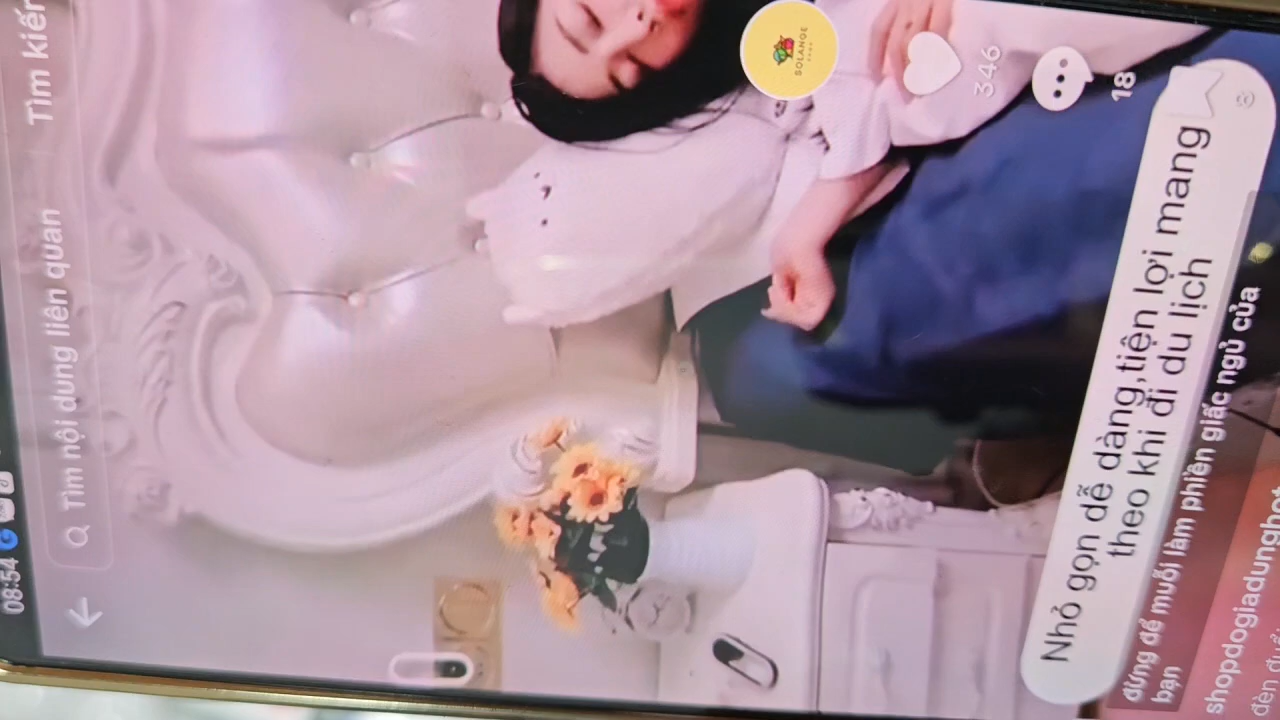 08:54
Tìm nội dung liên quan
Tìm kiếm
SOLANGE
346
18
Nhỏ gọn dễ dàng,tiện lợi mang
theo khi đi du lịch
đừng để muỗi làm phiền giấc ngủ của
bạn
shopdogiadunghot